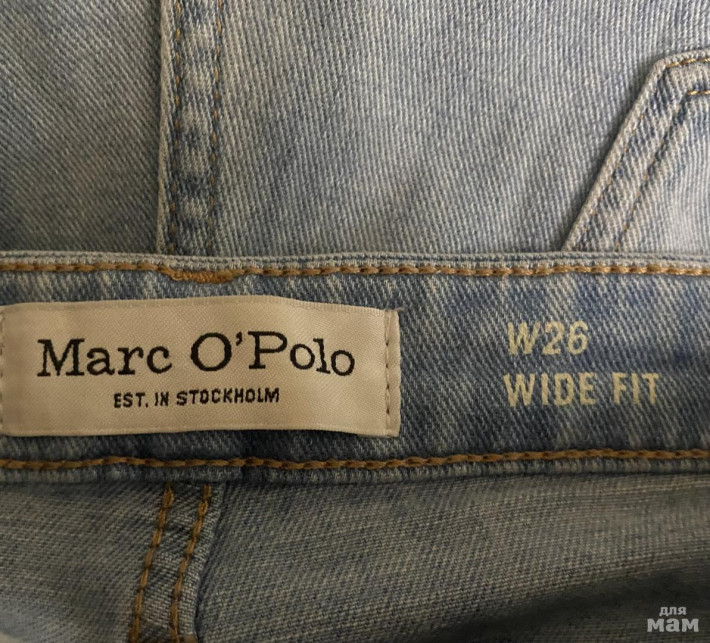 Marc O'Polo
EST. IN STOCKHOLM
W26
WIDE FIT
для
мам